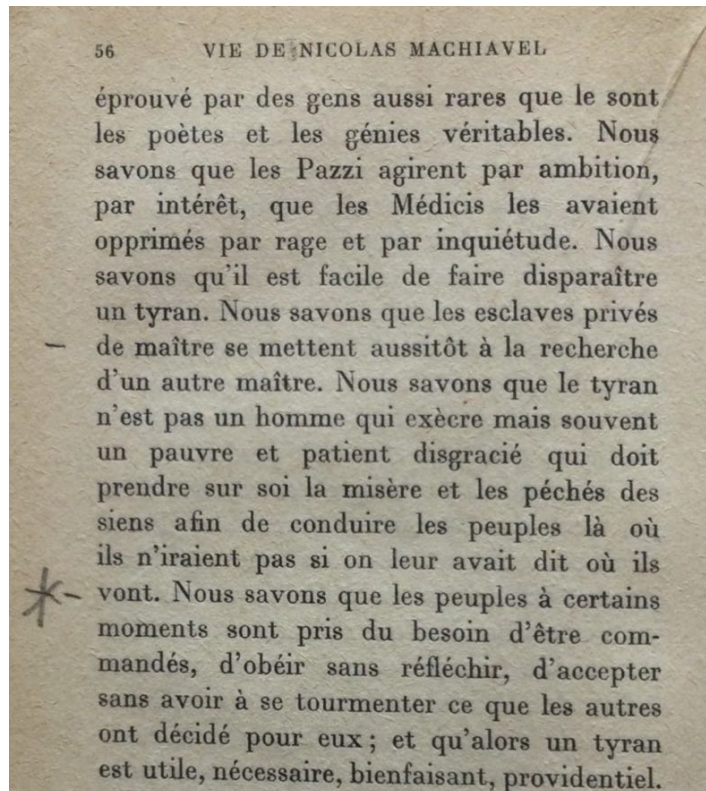 56 VIE DE NICOLAS MACHIAVEL
éprouvé par des gens aussi rares que le sont
les poètes et les génies véritables. Nous
savons que les Pazzi agirent par ambition,
par intérêt, que les Médicis les avaient
opprimés par rage et par inquiétude. Nous
savons qu'il est facile de faire disparaître
un tyran. Nous savons que les esclaves privés
de maître se mettent aussitôt à la recherche
d'un autre maître. Nous savons que le tyran
n'est pas un homme qui exècre mais souvent
un pauvre et patient disgracié qui doit
prendre sur soi la misère et les péchés des
siens afin de conduire les peuples là où
ils n'iraient pas si on leur avait dit où ils
vont. Nous savons que les peuples à certains
moments sont pris du besoin d'être com-
mandés, d'obéir sans réfléchir, d'accepter
sans avoir à se tourmenter ce que les autres
ont décidé pour eux ; et qu'alors un tyran
est utile, nécessaire, bienfaisant, providentiel.